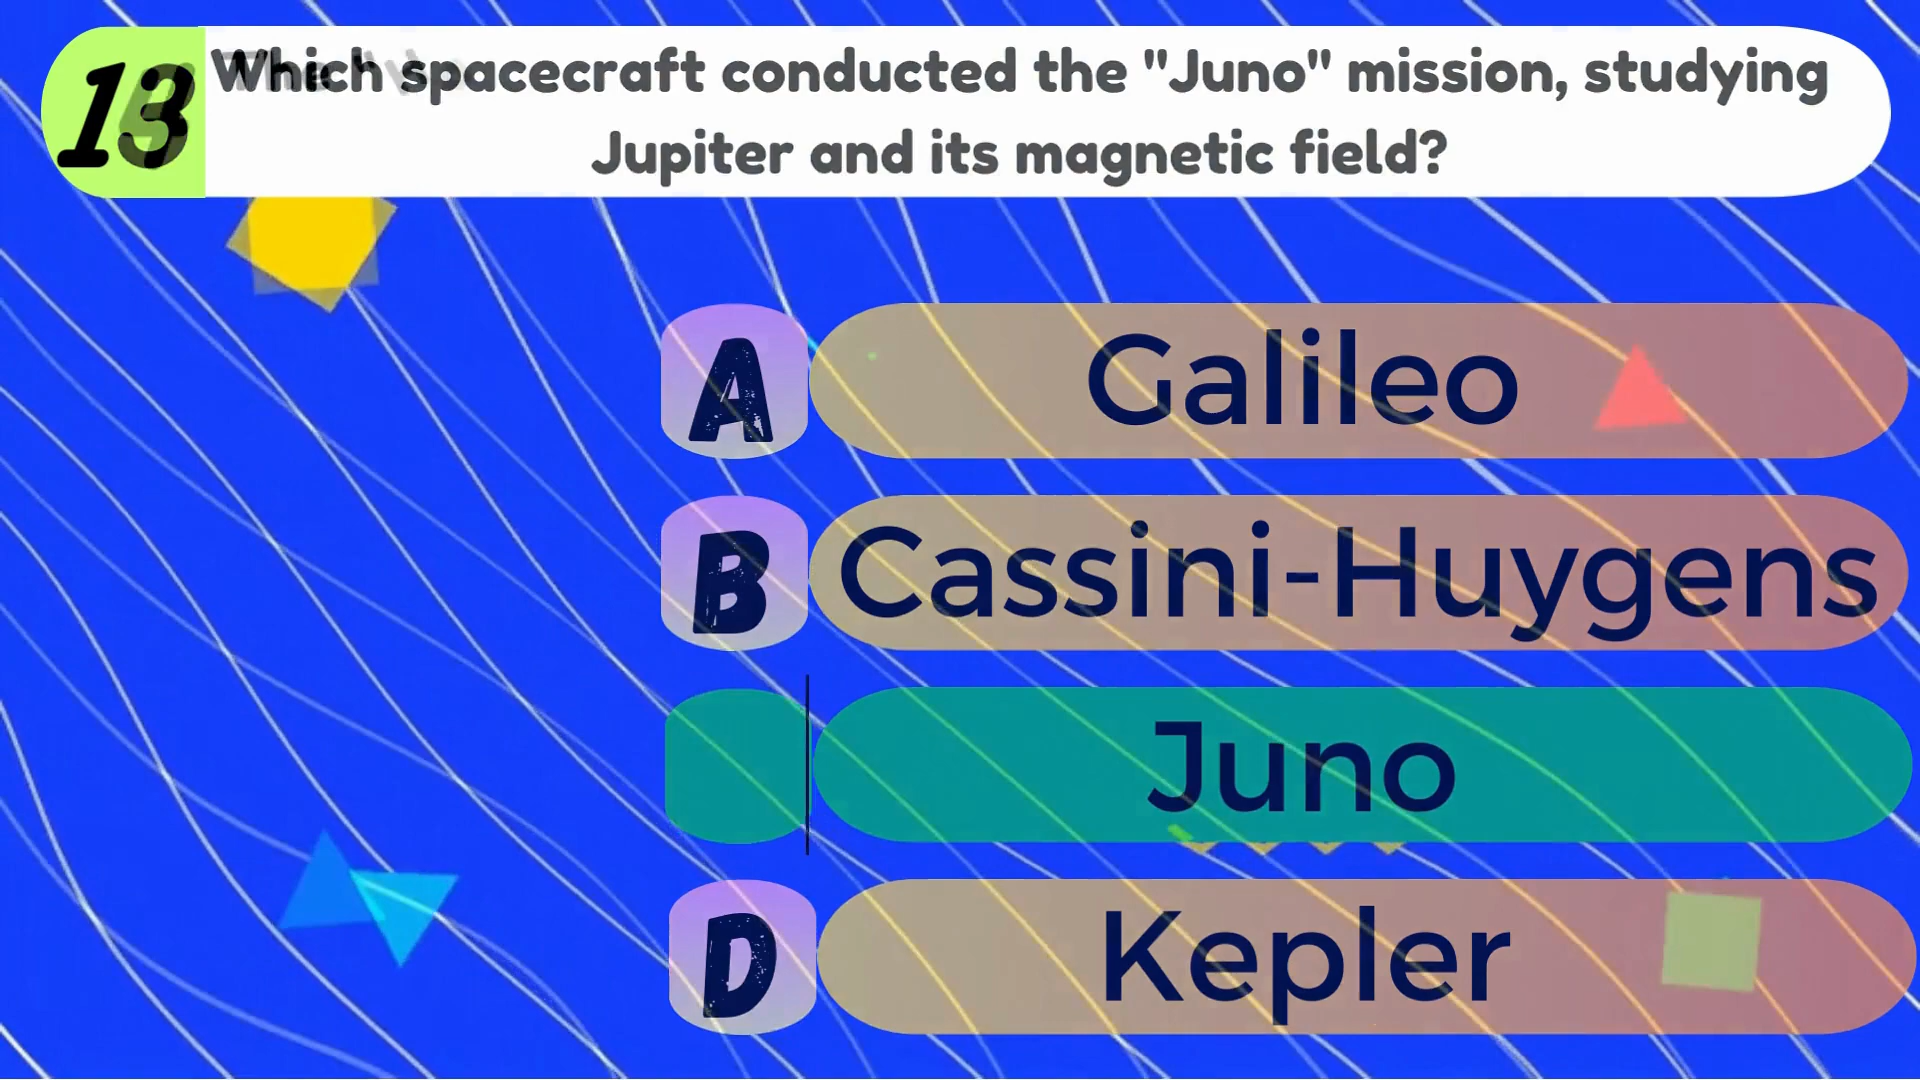 13
Which spacecraft conducted the "Juno" mission, studying
Jupiter and its magnetic field?
A Galileo
B Cassini-Huygens
Juno
D Kepler